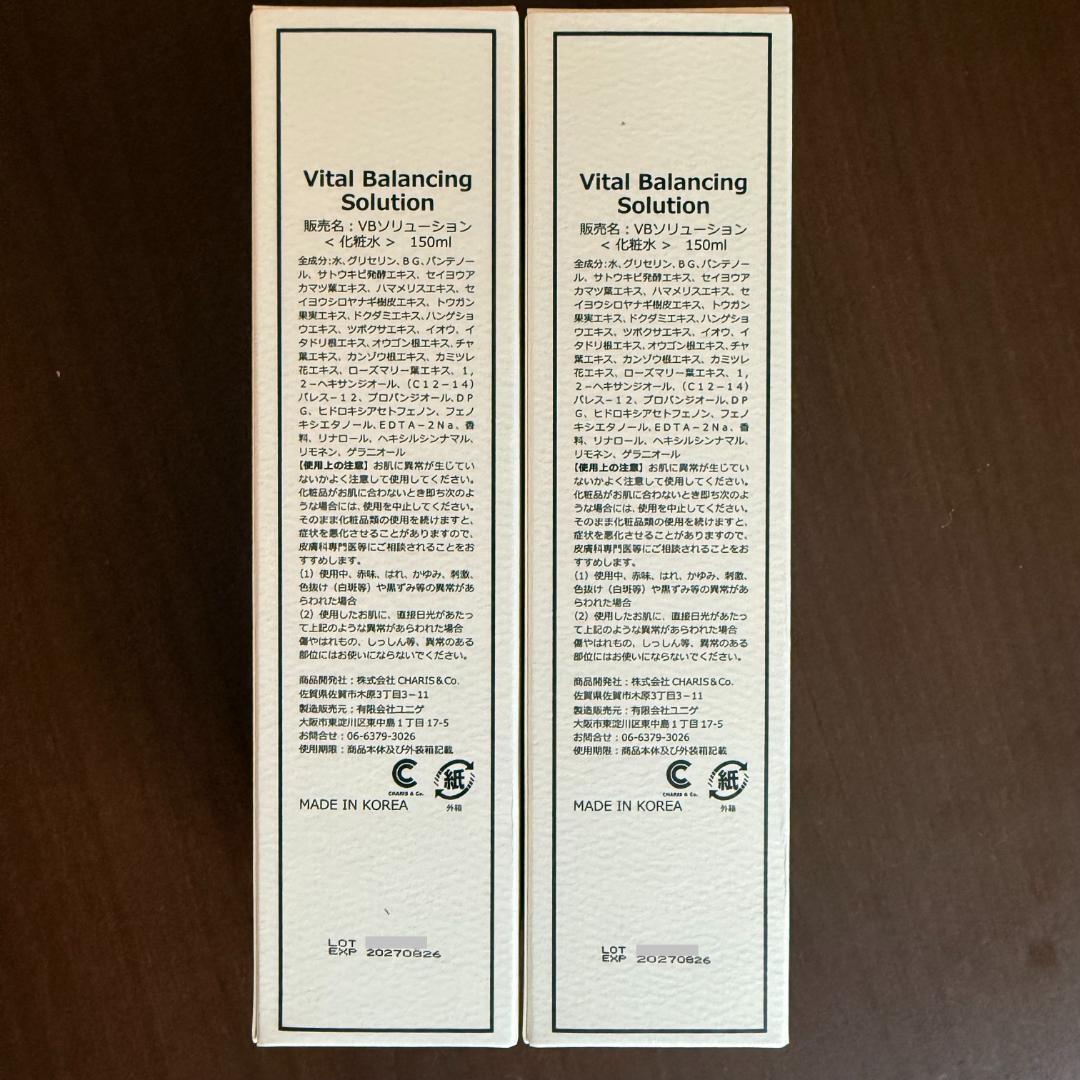 Vital Balancing
Solution
販売名：VBソリューション
＜ 化粧水 ＞ 150ml
全成分:水、グリセリン、ＢＧ、パンテノー
ル、サトウキビ発酵エキス、セイヨウア
カマツ葉エキス、ハマメリスエキス、セ
イヨウシロヤナギ樹皮エキス、トウガン
果実エキス、ドクダミエキス、ハンゲショ
ウエキス、ツボクサエキス、イオウ、イ
タドリ根エキス、オウゴン根エキス、チャ
葉エキス、カンゾウ根エキス、カミツレ
花エキス、ローズマリー葉エキス、１，
２－ヘキサンジオール、（Ｃ１２－１４）
パレス－１２、プロパンジオール、ＤＰ
Ｇ、ヒドロキシアセトフェノン、フェノ
キシエタノール、ＥＤＴＡ－２Ｎａ、香
料、リナロール、ヘキシルシンナマル、
リモネン、ゲラニオール
【使用上の注意】お肌に異常が生じてい
ないかよく注意して使用してください。
化粧品がお肌に合わないとき即ち次のよ
うな場合には、使用を中止してください。
そのまま化粧品類の使用を続けますと、
症状を悪化させることがありますので、
皮膚科専門医等にご相談されることをお
すすめします。
（1）使用中、赤味、はれ、かゆみ、刺激、
色抜け（白斑等）や黒ずみ等の異常があ
らわれた場合
（2）使用したお肌に、直接日光があたっ
て上記のような異常があらわれた場合
傷やはれもの、しっしん等、異常のある
部位にはお使いにならないでください。
商品開発社：株式会社 CHARIS＆Co.
佐賀県佐賀市木原3丁目3－11
製造販売元：有限会社ユニゲ
大阪市東淀川区東中島１丁目 17-5
お問合せ：06-6379-3026
使用期限：商品本体及び外装箱記載
CHARIS & Co.
紙
外箱
MADE IN KOREA
LOT
EXP 20270826
Vital Balancing
Solution
販売名：VBソリューション
＜ 化粧水 ＞ 150ml
全成分:水、グリセリン、ＢＧ、パンテノー
ル、サトウキビ発酵エキス、セイヨウア
カマツ葉エキス、ハマメリスエキス、セ
イヨウシロヤナギ樹皮エキス、トウガン
果実エキス、ドクダミエキス、ハンゲショ
ウエキス、ツボクサエキス、イオウ、イ
タドリ根エキス、オウゴン根エキス、チャ
葉エキス、カンゾウ根エキス、カミツレ
花エキス、ローズマリー葉エキス、１，
２－ヘキサンジオール、（Ｃ１２－１４）
パレス－１２、プロパンジオール、ＤＰ
Ｇ、ヒドロキシアセトフェノン、フェノ
キシエタノール、ＥＤＴＡ－２Ｎａ、香
料、リナロール、ヘキシルシンナマル、
リモネン、ゲラニオール
【使用上の注意】お肌に異常が生じてい
ないかよく注意して使用してください。
化粧品がお肌に合わないとき即ち次のよ
うな場合には、使用を中止してください。
そのまま化粧品類の使用を続けますと、
症状を悪化させることがありますので、
皮膚科専門医等にご相談されることをお
すすめします。
（1）使用中、赤味、はれ、かゆみ、刺激、
色抜け（白斑等）や黒ずみ等の異常があ
らわれた場合
（2）使用したお肌に、直接日光があたっ
て上記のような異常があらわれた場合
傷やはれもの、しっしん等、異常のある
部位にはお使いにならないでください。
商品開発社：株式会社 CHARIS＆Co.
佐賀県佐賀市木原3丁目3－11
製造販売元：有限会社ユニゲ
大阪市東淀川区東中島１丁目 17-5
お問合せ：06-6379-3026
使用期限：商品本体及び外装箱記載
CHARIS & Co.
紙
外箱
MADE IN KOREA
LOT
EXP 20270826